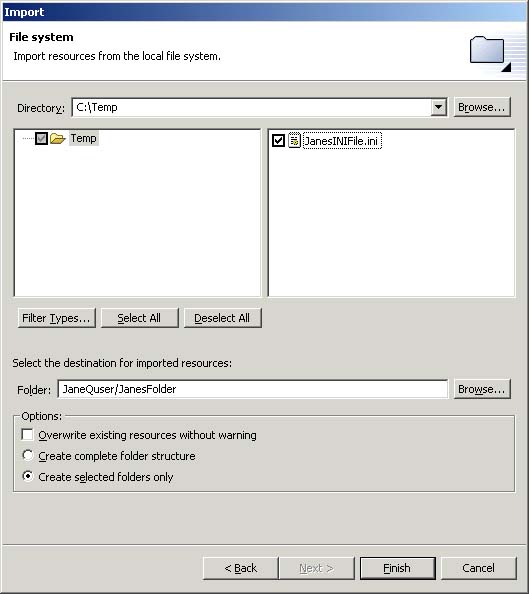 Import
File system
Import resources from the local file system.
Directory: C:\Temp Browse...
Temp JanesINIFile.ini
Filter Types... Select All Deselect All
Select the destination for imported resources:
Folder: JaneQuser/JanesFolder Browse...
Options:
Overwrite existing resources without warning
Create complete folder structure
Create selected folders only
< Back Next > Finish Cancel